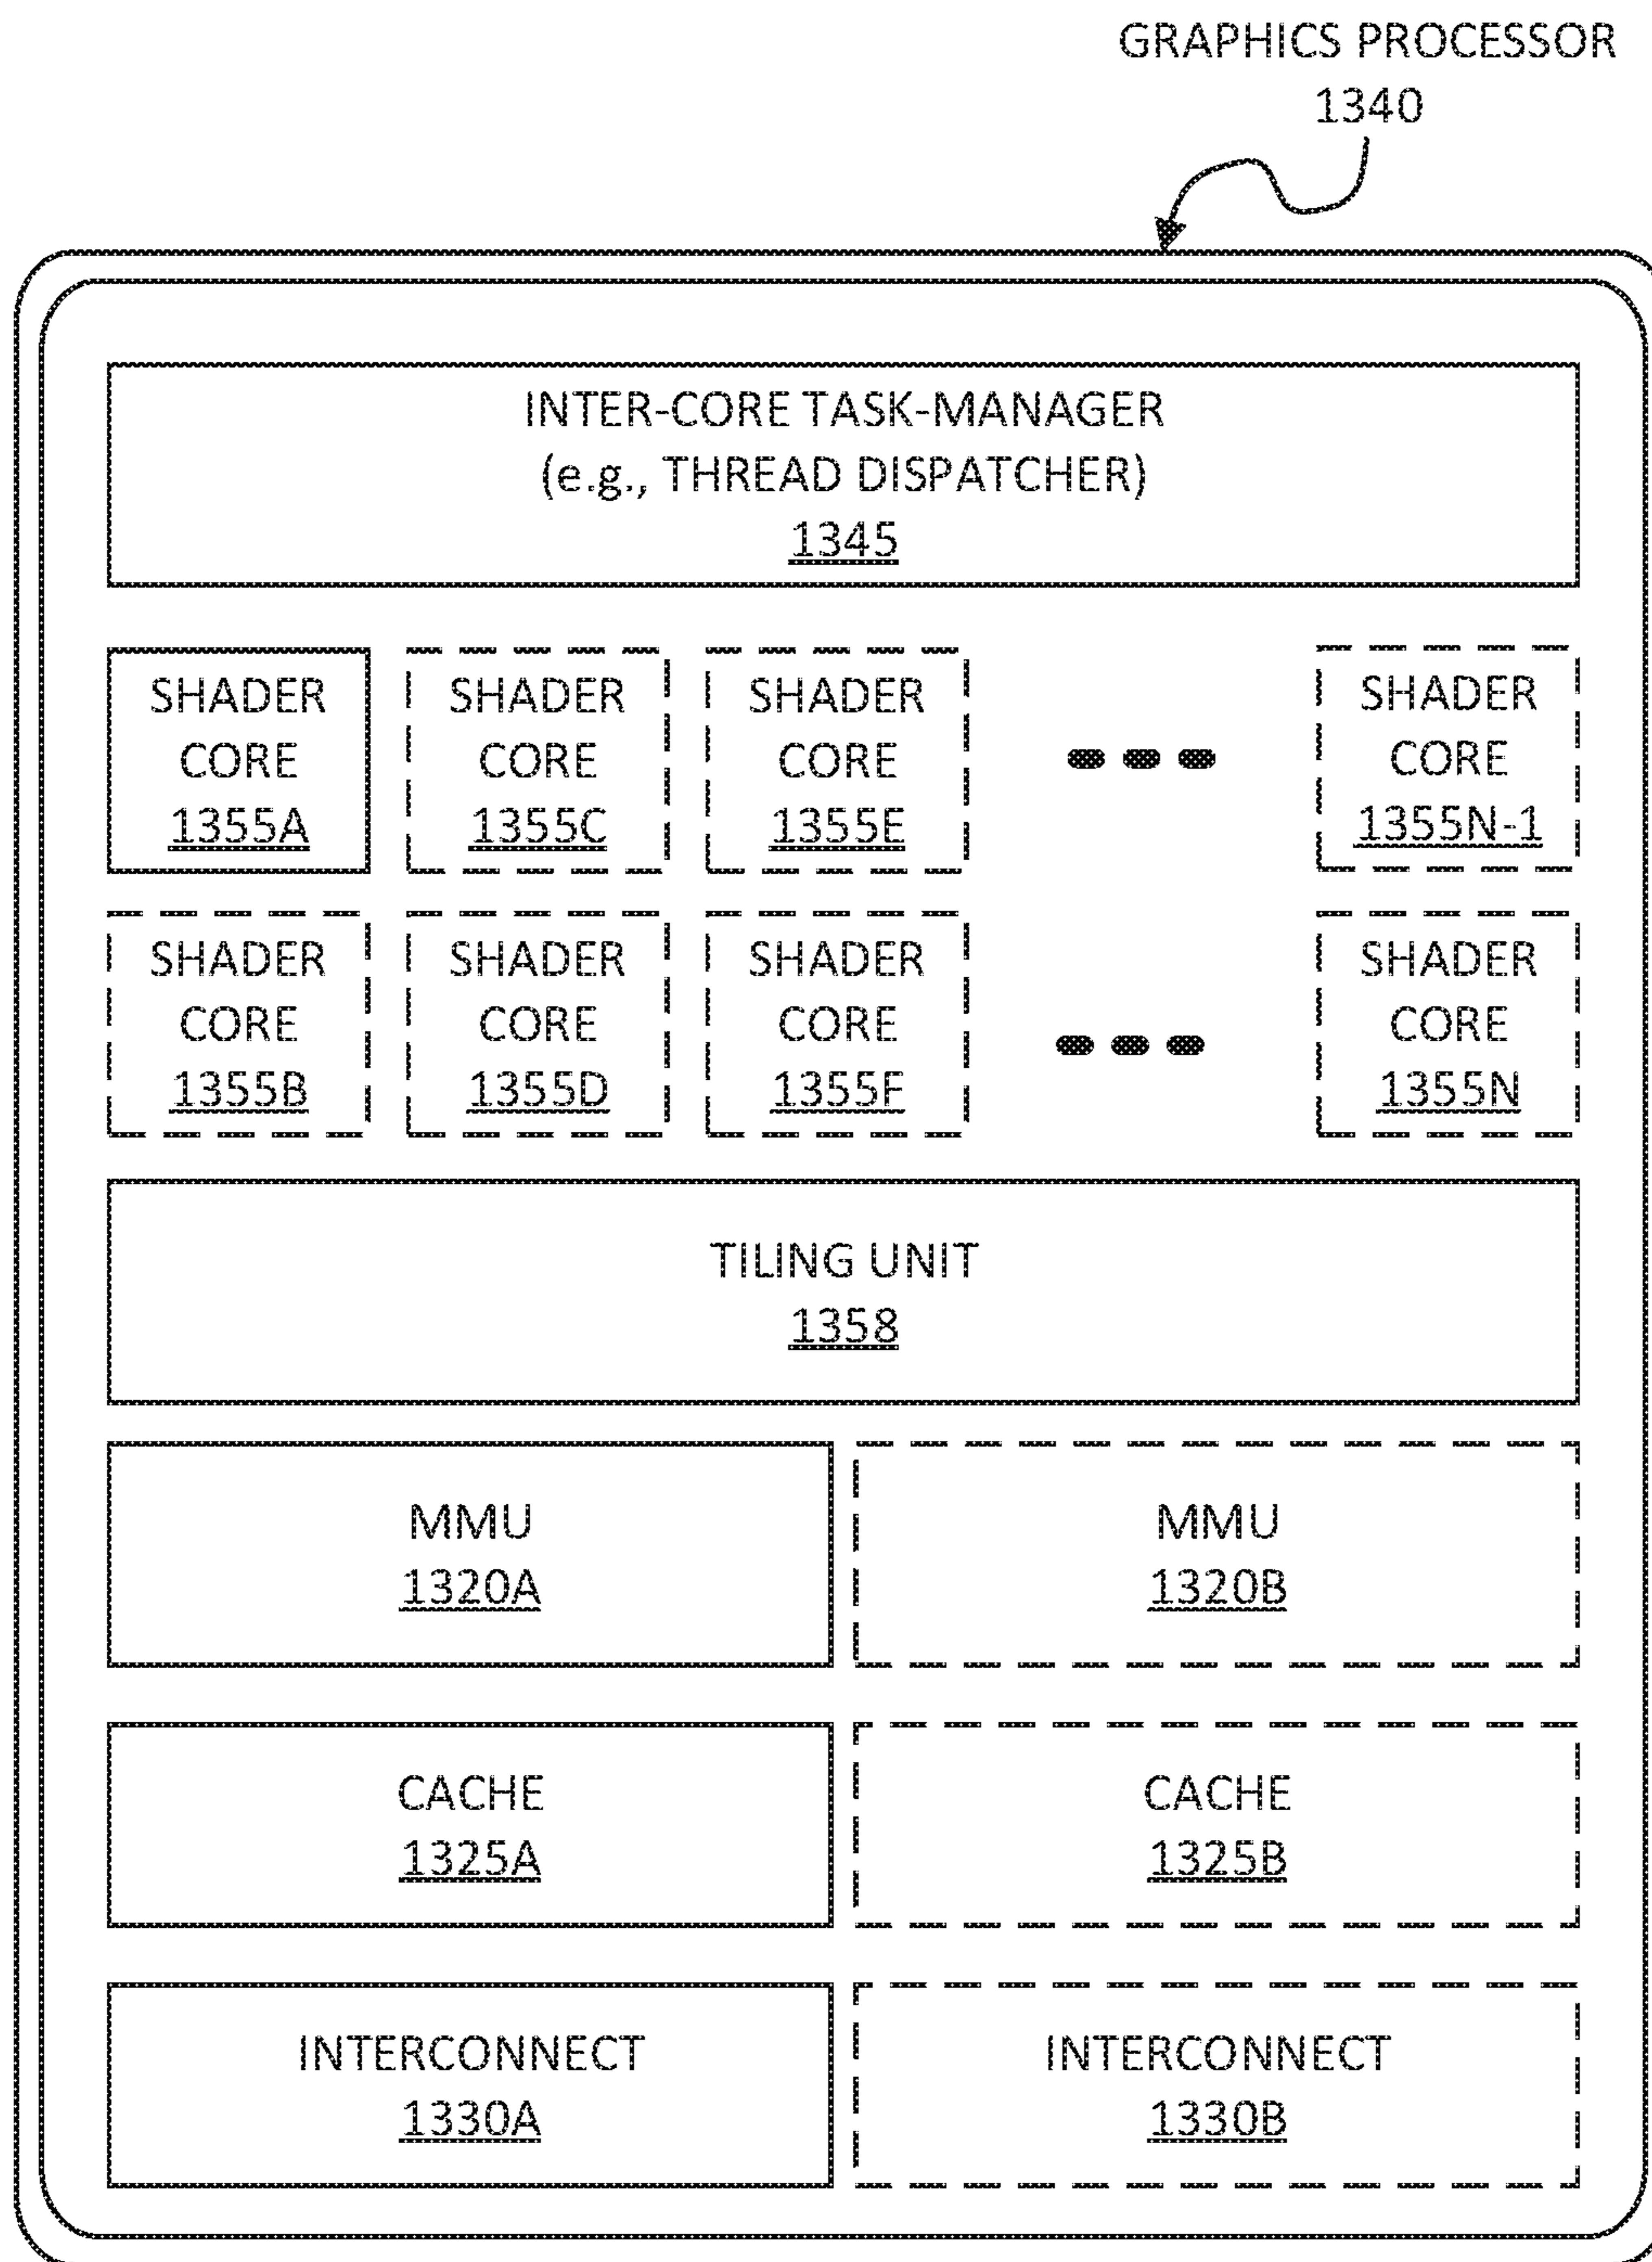 GRAPHICS PROCESSOR
1340
INTER-CORE TASK-MANAGER
(e.g., THREAD DISPATCHER)
1345
SHADER
CORE
1355A
SHADER
CORE
1355C
SHADER
CORE
1355E
SHADER
CORE
1355N-1
SHADER
CORE
1355B
SHADER
CORE
1355D
SHADER
CORE
1355F
SHADER
CORE
1355N
TILING UNIT
1358
MMU
1320A
MMU
1320B
CACHE
1325A
CACHE
1325B
INTERCONNECT
1330A
INTERCONNECT
1330B